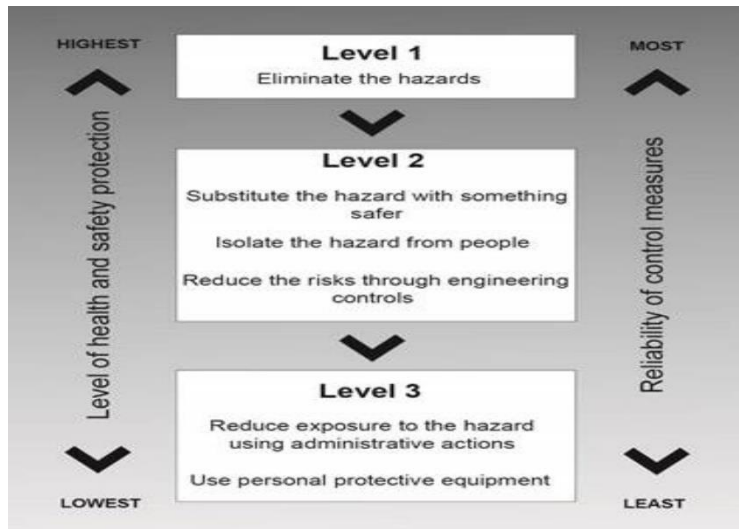 HIGHEST
Level 1
Eliminate the hazards
MOST
Level of health and safety protection
Level 2
Substitute the hazard with something
safer
Isolate the hazard from people
Reduce the risks through engineering
controls
Reliability of control measures
Level 3
Reduce exposure to the hazard
using administrative actions
Use personal protective equipment
LOWEST
LEAST